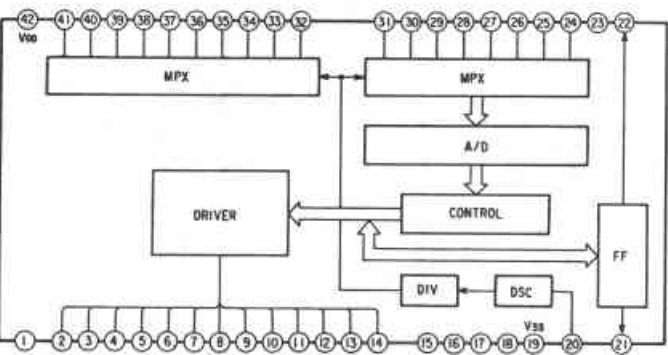 42 41 40 39 38 37 36 35 34 33 32 31 30 29 28 27 26 25 24 23 22
VDD
MPX MPX
A/D
DRIVER CONTROL
FF
DIV DSC
VSS
1 2 3 4 5 6 7 8 9 10 11 12 13 14 15 16 17 18 19 20 21